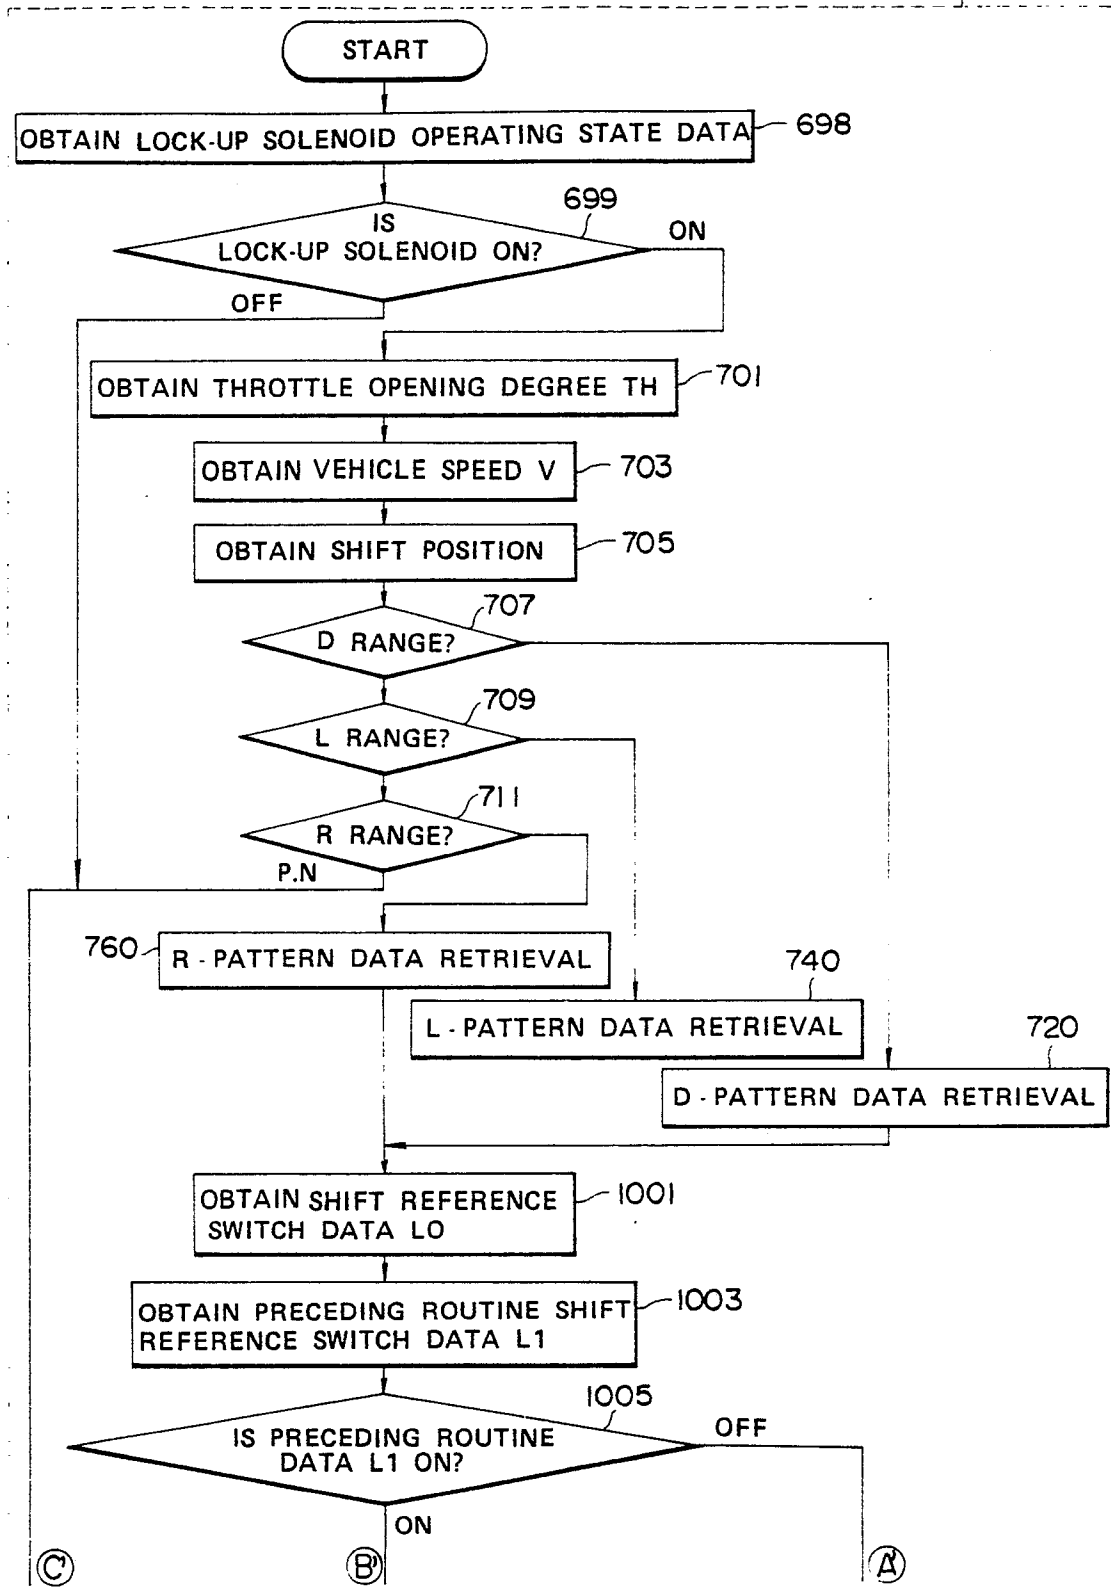 START
OBTAIN LOCK-UP SOLENOID OPERATING STATE DATA
698
699
IS
LOCK-UP SOLENOID ON?
ON
OFF
OBTAIN THROTTLE OPENING DEGREE TH
701
OBTAIN VEHICLE SPEED V
703
OBTAIN SHIFT POSITION
705
707
D RANGE?
709
L RANGE?
711
R RANGE?
P.N
760
R - PATTERN DATA RETRIEVAL
740
L - PATTERN DATA RETRIEVAL
720
D - PATTERN DATA RETRIEVAL
OBTAIN SHIFT REFERENCE
SWITCH DATA LO
1001
OBTAIN PRECEDING ROUTINE SHIFT
REFERENCE SWITCH DATA L1
1003
1005
IS PRECEDING ROUTINE
DATA L1 ON?
OFF
ON
C'
B'
A'